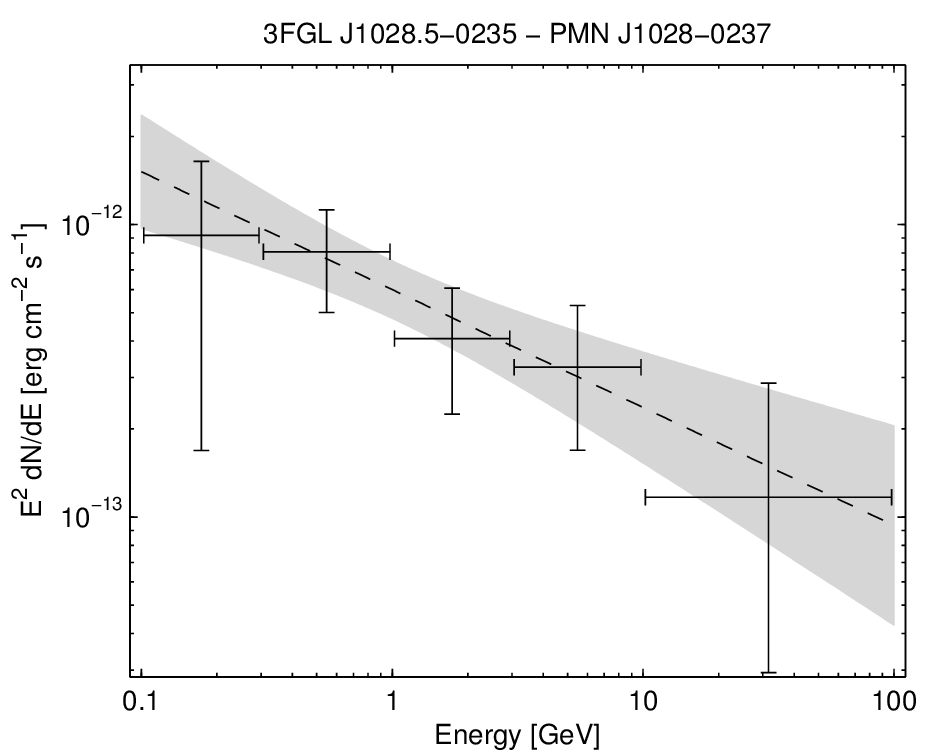 3FGL J1028.5−0235 − PMN J1028−0237
E² dN/dE [erg cm⁻² s⁻¹]
10⁻¹²
10⁻¹³
0.1 1 10 100
Energy [GeV]